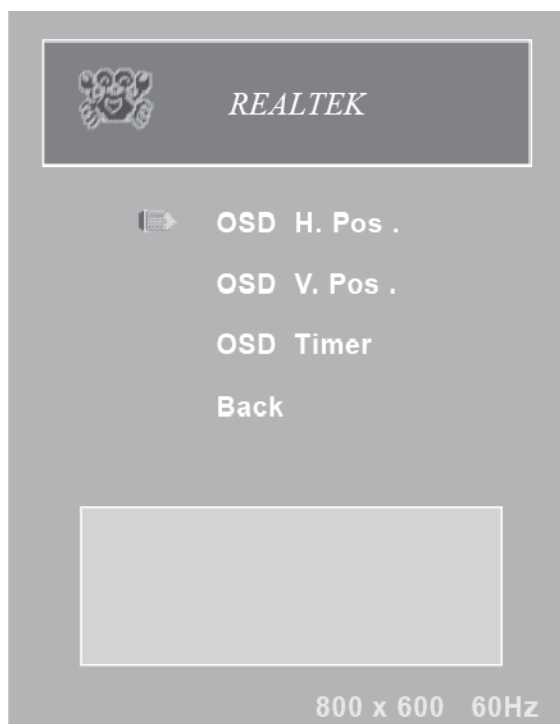 REALTEK
OSD H. Pos .
OSD V. Pos .
OSD Timer
Back
800 x 600 60Hz